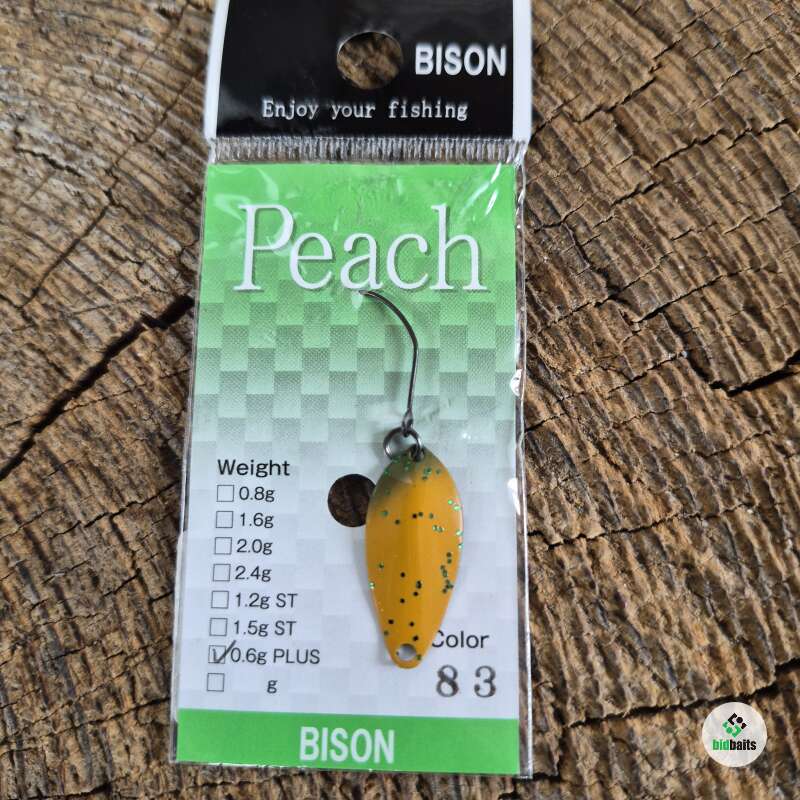 BISON
Enjoy your fishing
Peach
Weight
0.8g
1.6g
2.0g
2.4g
1.2g ST
1.5g ST
0.6g PLUS
g
Color
83
BISON
bidbaits